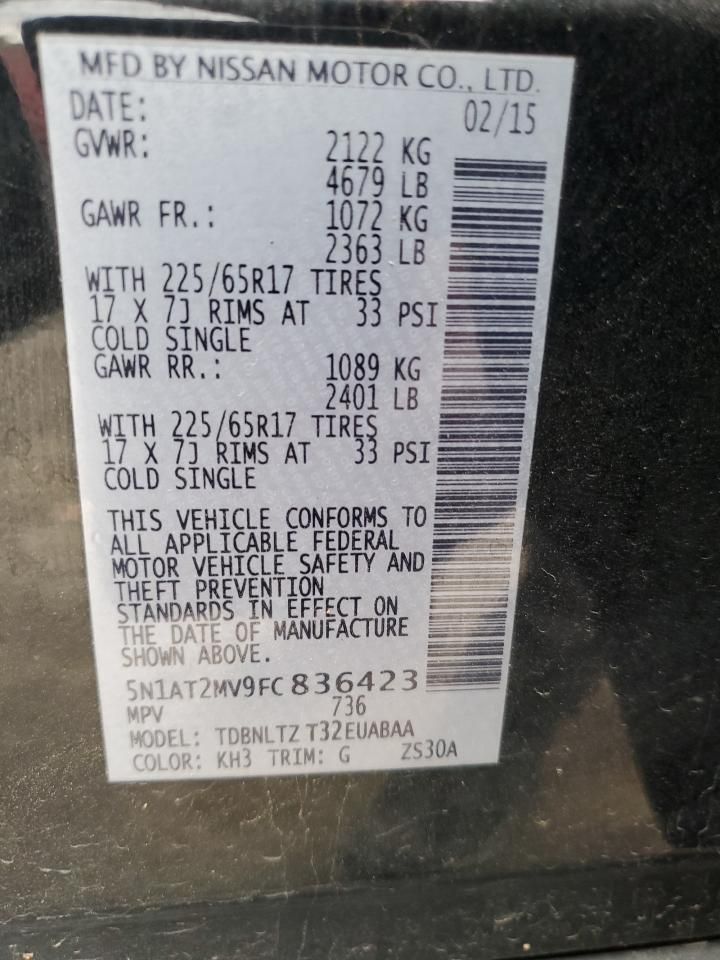 MFD BY NISSAN MOTOR CO., LTD.
DATE: 02/15
GVWR: 2122 KG
4679 LB
GAWR FR.: 1072 KG
2363 LB
WITH 225/65R17 TIRES
17 X 7J RIMS AT 33 PSI
COLD SINGLE
GAWR RR.: 1089 KG
2401 LB
WITH 225/65R17 TIRES
17 X 7J RIMS AT 33 PSI
COLD SINGLE
THIS VEHICLE CONFORMS TO
ALL APPLICABLE FEDERAL
MOTOR VEHICLE SAFETY AND
THEFT PREVENTION
STANDARDS IN EFFECT ON
THE DATE OF MANUFACTURE
SHOWN ABOVE.
5N1AT2MV9FC836423
MPV 736
MODEL: TDBNLTZ T32EUABAA
COLOR: KH3 TRIM: G ZS30A